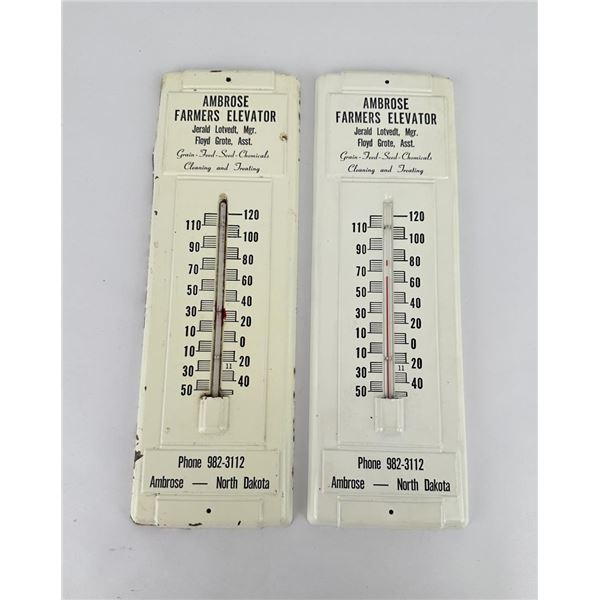 AMBROSE
FARMERS ELEVATOR
Jerald Lotvedt, Mgr.
Floyd Grote, Asst.
Grain-Feed-Seed-Chemicals
Cleaning and Treating
120
110
100
90
80
70
60
50
40
30
20
10
0
10
20
11
30
40
50
Phone 982-3112
Ambrose — North Dakota
AMBROSE
FARMERS ELEVATOR
Jerald Lotvedt, Mgr.
Floyd Grote, Asst.
Grain-Feed-Seed-Chemicals
Cleaning and Treating
120
110
100
90
80
70
60
50
40
30
20
10
0
10
20
11
30
40
50
Phone 982-3112
Ambrose — North Dakota